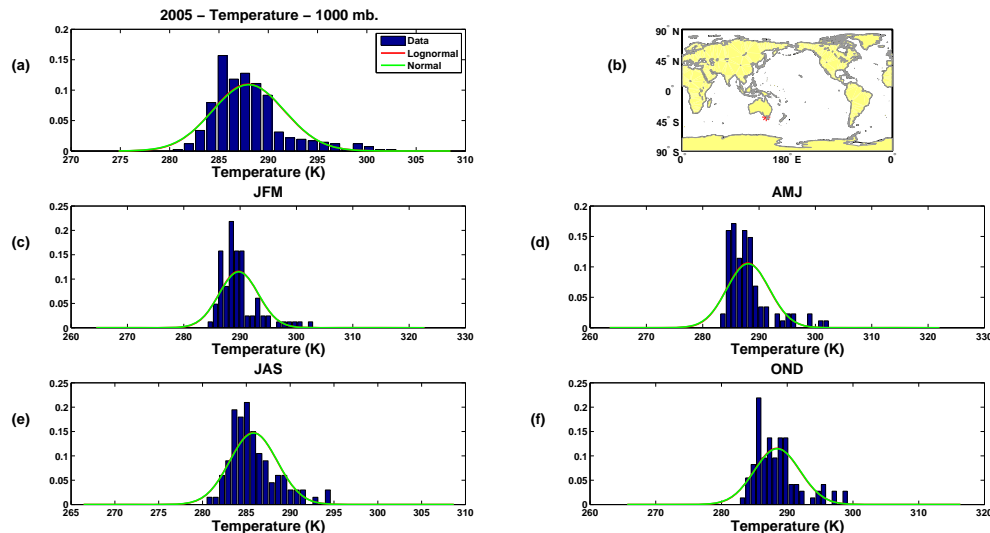 2005 − Temperature − 1000 mb.
(a)
0.2
0.15
0.1
0.05
0
270 275 280 285 290 295 300 305 310
Temperature (K)
Data
Lognormal
Normal
(b)
90° N
45° N
0°
45° S
90° S
0° 180° E 0°
JFM
(c)
0.25
0.2
0.15
0.1
0.05
0
260 270 280 290 300 310 320 330
Temperature (K)
AMJ
(d)
0.2
0.15
0.1
0.05
0
260 270 280 290 300 310 320 330
Temperature (K)
JAS
(e)
0.25
0.2
0.15
0.1
0.05
0
265 270 275 280 285 290 295 300 305 310
Temperature (K)
OND
(f)
0.25
0.2
0.15
0.1
0.05
0
260 270 280 290 300 310 320
Temperature (K)